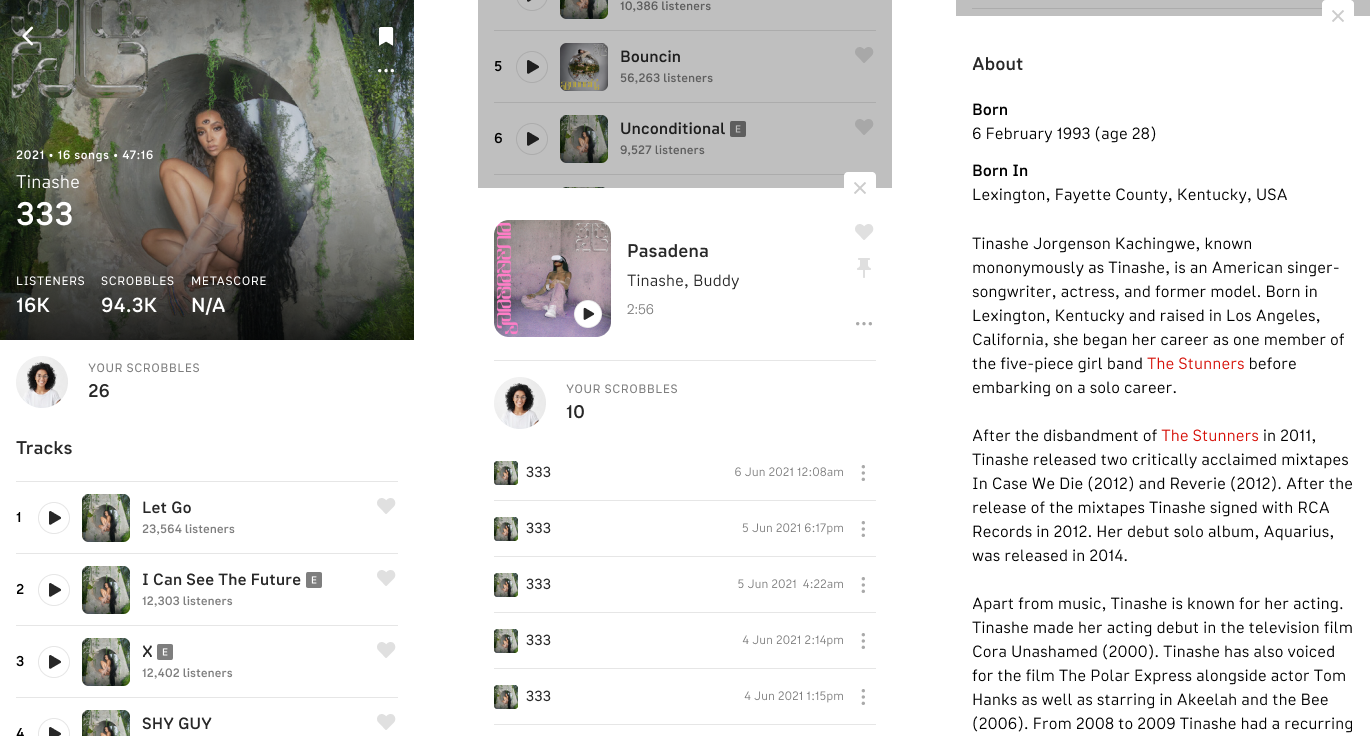 2021 • 16 songs • 47:16
Tinashe
333
LISTENERS SCROBBLES METASCORE
16K 94.3K N/A
YOUR SCROBBLES
26
Tracks
1 Let Go
23,564 listeners
2 I Can See The Future E
12,303 listeners
3 X E
12,402 listeners
4 SHY GUY
10,386 listeners
5 Bouncin
56,263 listeners
6 Unconditional E
9,527 listeners
Pasadena
Tinashe, Buddy
2:56
YOUR SCROBBLES
10
333 6 Jun 2021 12:08am
333 5 Jun 2021 6:17pm
333 5 Jun 2021 4:22am
333 4 Jun 2021 2:14pm
333 4 Jun 2021 1:15pm
About
Born
6 February 1993 (age 28)
Born In
Lexington, Fayette County, Kentucky, USA
Tinashe Jorgenson Kachingwe, known
mononymously as Tinashe, is an American singer-
songwriter, actress, and former model. Born in
Lexington, Kentucky and raised in Los Angeles,
California, she began her career as one member of
the five-piece girl band The Stunners before
embarking on a solo career.
After the disbandment of The Stunners in 2011,
Tinashe released two critically acclaimed mixtapes
In Case We Die (2012) and Reverie (2012). After the
release of the mixtapes Tinashe signed with RCA
Records in 2012. Her debut solo album, Aquarius,
was released in 2014.
Apart from music, Tinashe is known for her acting.
Tinashe made her acting debut in the television film
Cora Unashamed (2000). Tinashe has also voiced
for the film The Polar Express alongside actor Tom
Hanks as well as starring in Akeelah and the Bee
(2006). From 2008 to 2009 Tinashe had a recurring